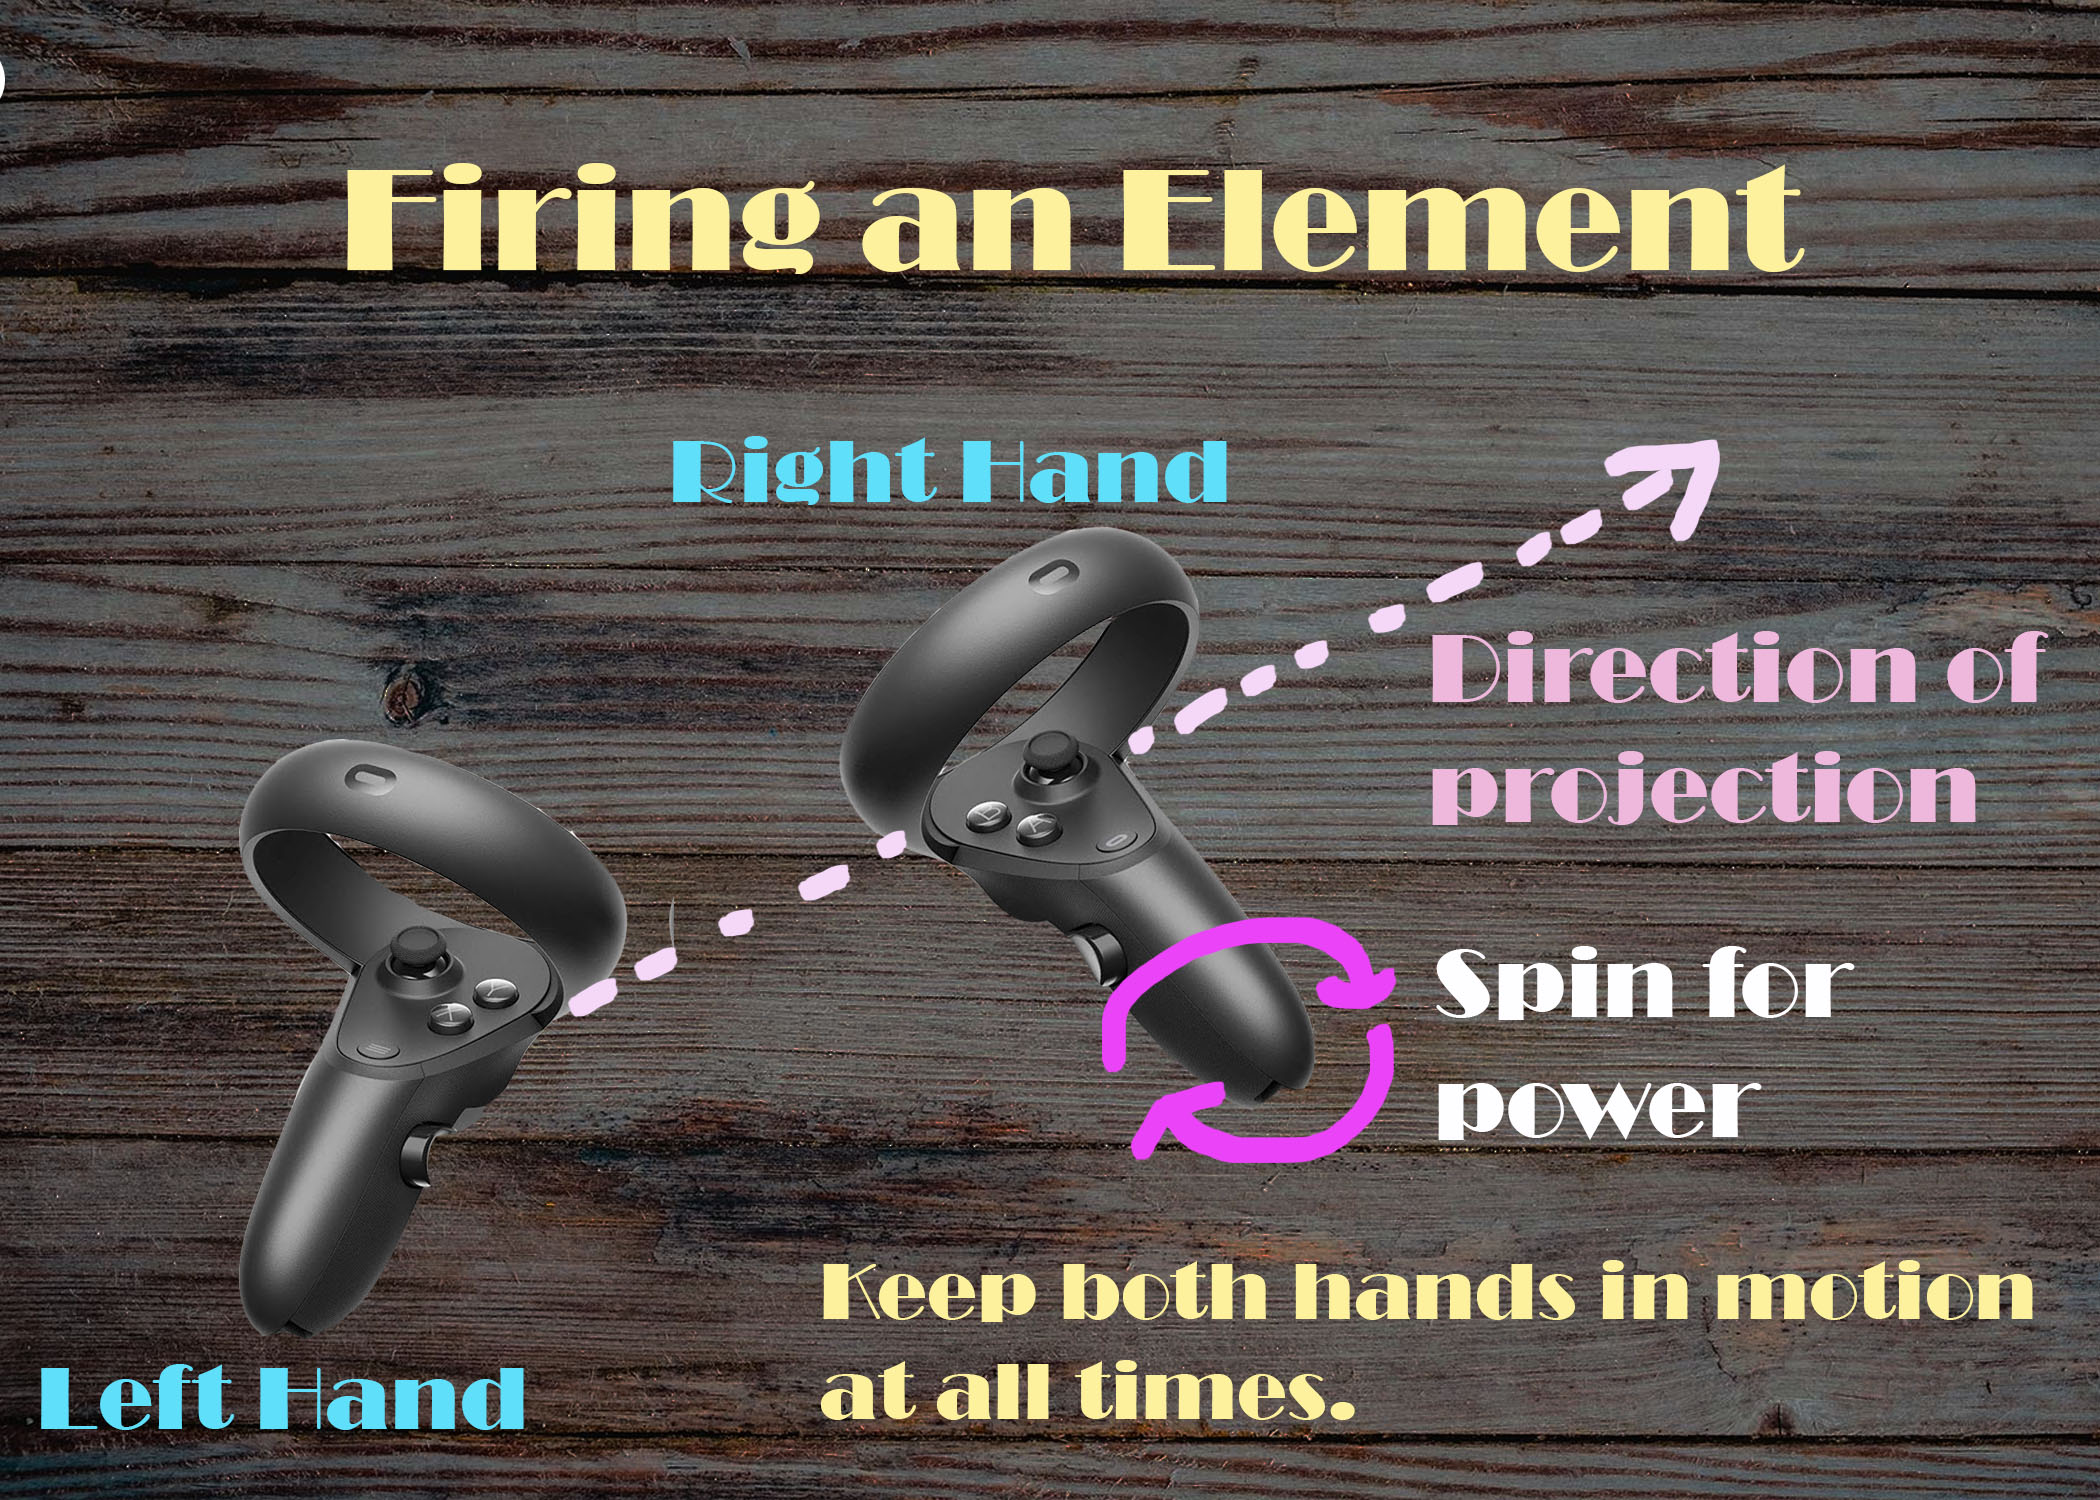 Firing an Element
Right Hand
Direction of
projection
Y
X
B
A
Spin for
power
Keep both hands in motion
at all times.
Left Hand